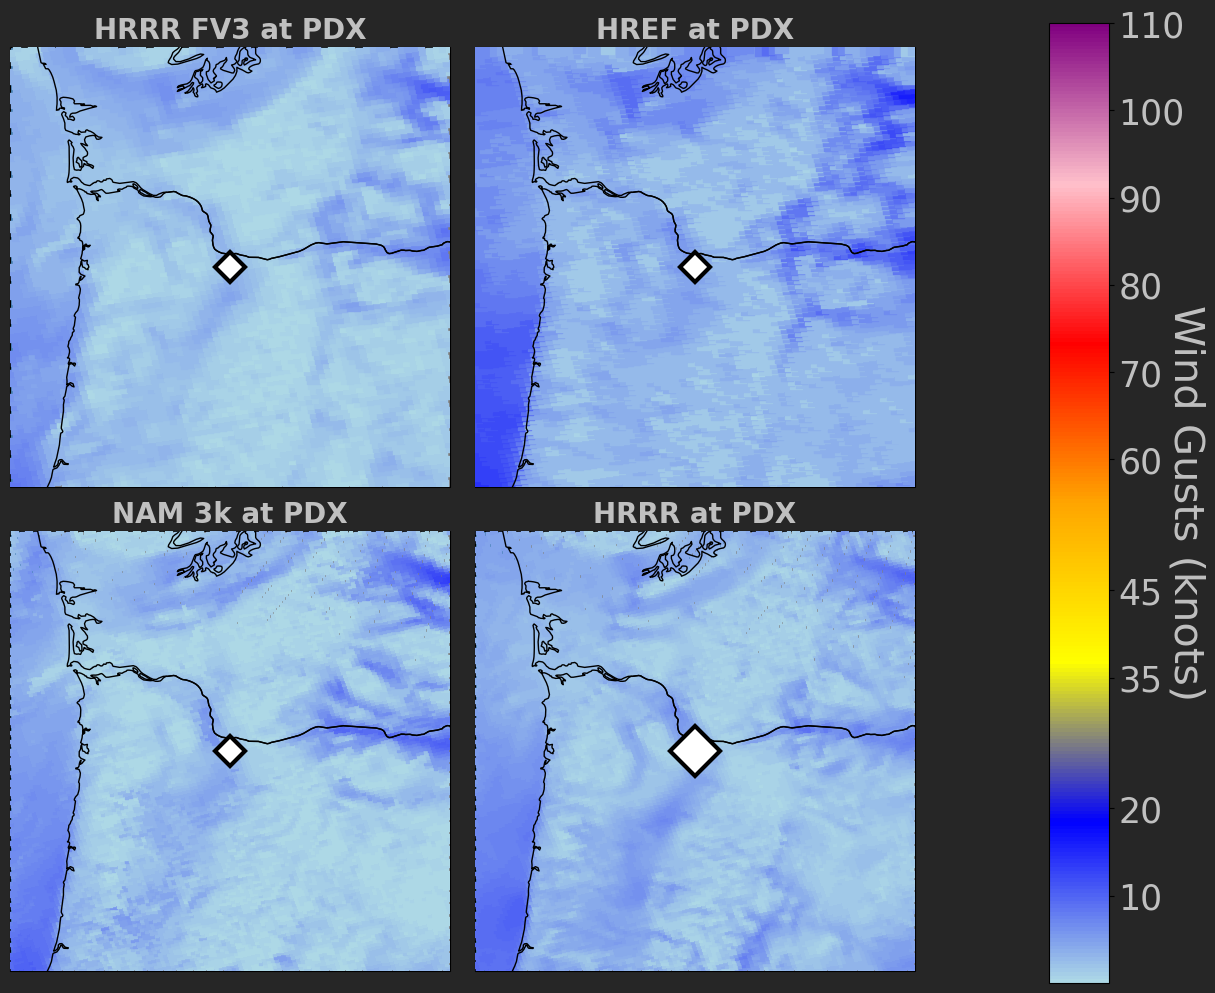 HRRR FV3 at PDX
HREF at PDX
NAM 3k at PDX
HRRR at PDX
110
100
90
80
70
60
45
35
20
10
Wind Gusts (knots)